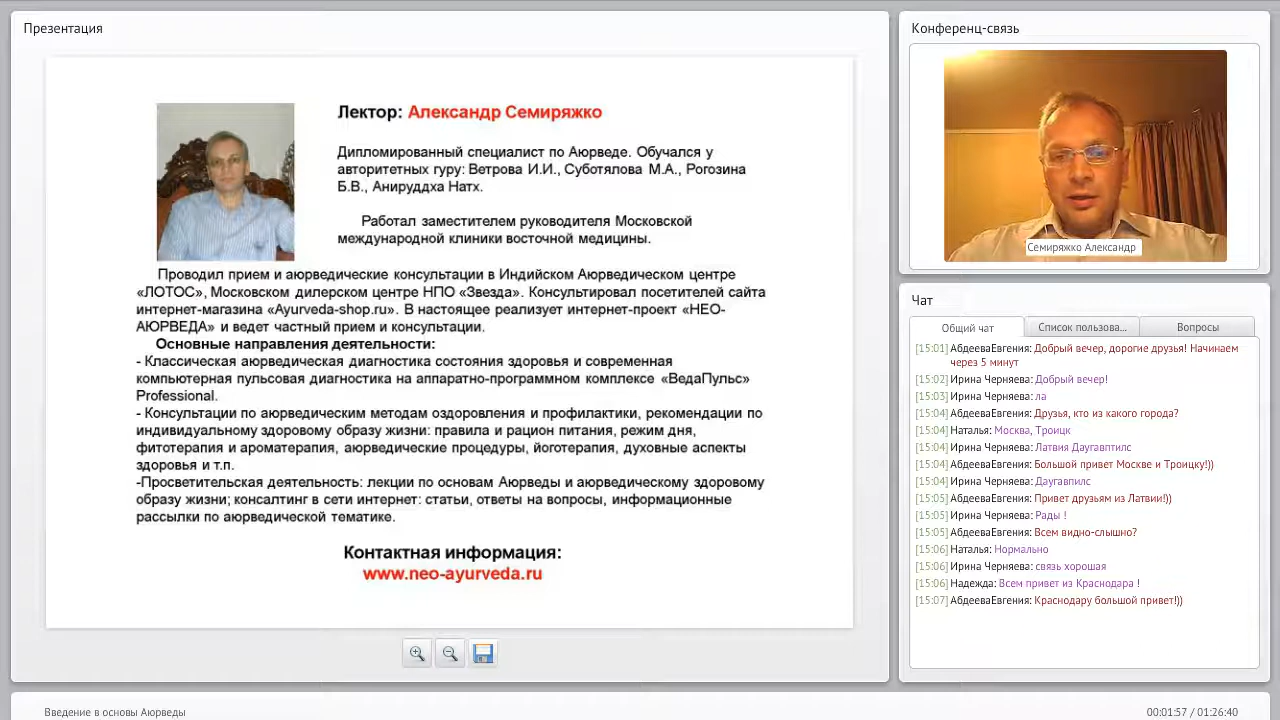 Презентация
Лектор: Александр Семиряжко
Дипломированный специалист по Аюрведе. Обучался у
авторитетных гуру: Ветрова И.И., Суботялова М.А., Рогозина
Б.В., Анируддха Натх.
Работал заместителем руководителя Московской
международной клиники восточной медицины.
Проводил прием и аюрведические консультации в Индийском Аюрведическом центре
«ЛОТОС», Московском дилерском центре НПО «Звезда». Консультировал посетителей сайта
интернет-магазина «Ayurveda-shop.ru». В настоящее реализует интернет-проект «НЕО-
АЮРВЕДА» и ведет частный прием и консультации.
Основные направления деятельности:
- Классическая аюрведическая диагностика состояния здоровья и современная
компьютерная пульсовая диагностика на аппаратно-программном комплексе «ВедаПульс»
Professional.
- Консультации по аюрведическим методам оздоровления и профилактики, рекомендации по
индивидуальному здоровому образу жизни: правила и рацион питания, режим дня,
фитотерапия и ароматерапия, аюрведические процедуры, йоготерапия, духовные аспекты
здоровья и т.п.
-Просветительская деятельность: лекции по основам Аюрведы и аюрведическому здоровому
образу жизни; консалтинг в сети интернет: статьи, ответы на вопросы, информационные
рассылки по аюрведической тематике.
Контактная информация:
www.neo-ayurveda.ru
Конференц-связь
Семиряжко Александр
Чат
Общий чат
Список пользова...
Вопросы
[15:01] АбдееваЕвгения: Добрый вечер, дорогие друзья! Начинаем
через 5 минут
[15:02] Ирина Черняева: Добрый вечер!
[15:03] Ирина Черняева: ла
[15:04] АбдееваЕвгения: Друзья, кто из какого города?
[15:04] Наталья: Москва, Троицк
[15:04] Ирина Черняева: Латвия Даугавптилс
[15:04] АбдееваЕвгения: Большой привет Москве и Троицку!))
[15:04] Ирина Черняева: Даугавпилс
[15:05] АбдееваЕвгения: Привет друзьям из Латвии!))
[15:05] Ирина Черняева: Рады !
[15:05] АбдееваЕвгения: Всем видно-слышно?
[15:06] Наталья: Нормально
[15:06] Ирина Черняева: связь хорошая
[15:06] Надежда: Всем привет из Краснодара !
[15:07] АбдееваЕвгения: Краснодару большой привет!))
Введение в основы Аюрведы
00:01:57 / 01:26:40